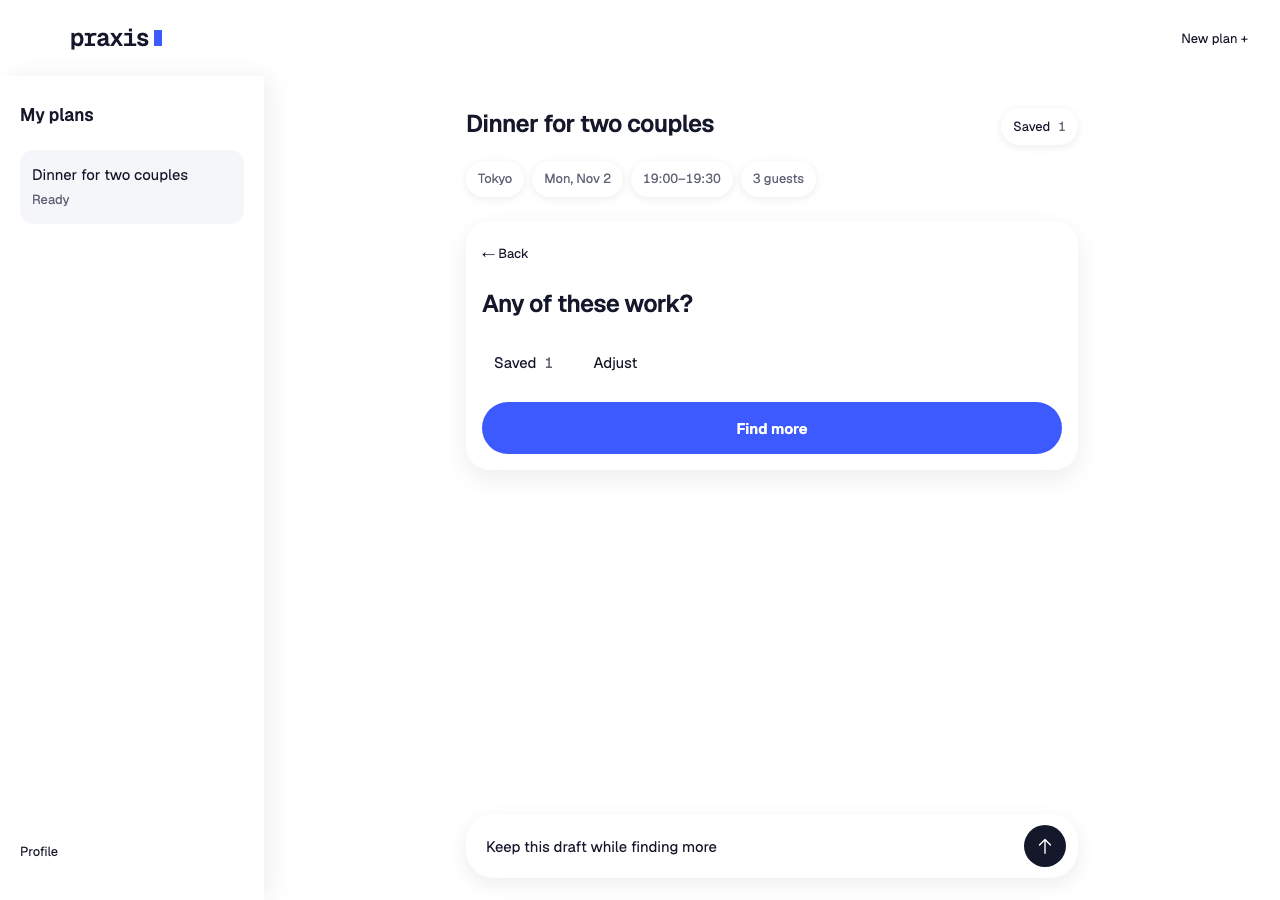 praxis
New plan +
My plans
Dinner for two couples
Ready
Profile
Dinner for two couples
Saved 1
Tokyo
Mon, Nov 2
19:00–19:30
3 guests
← Back
Any of these work?
Saved 1
Adjust
Find more
Keep this draft while finding more